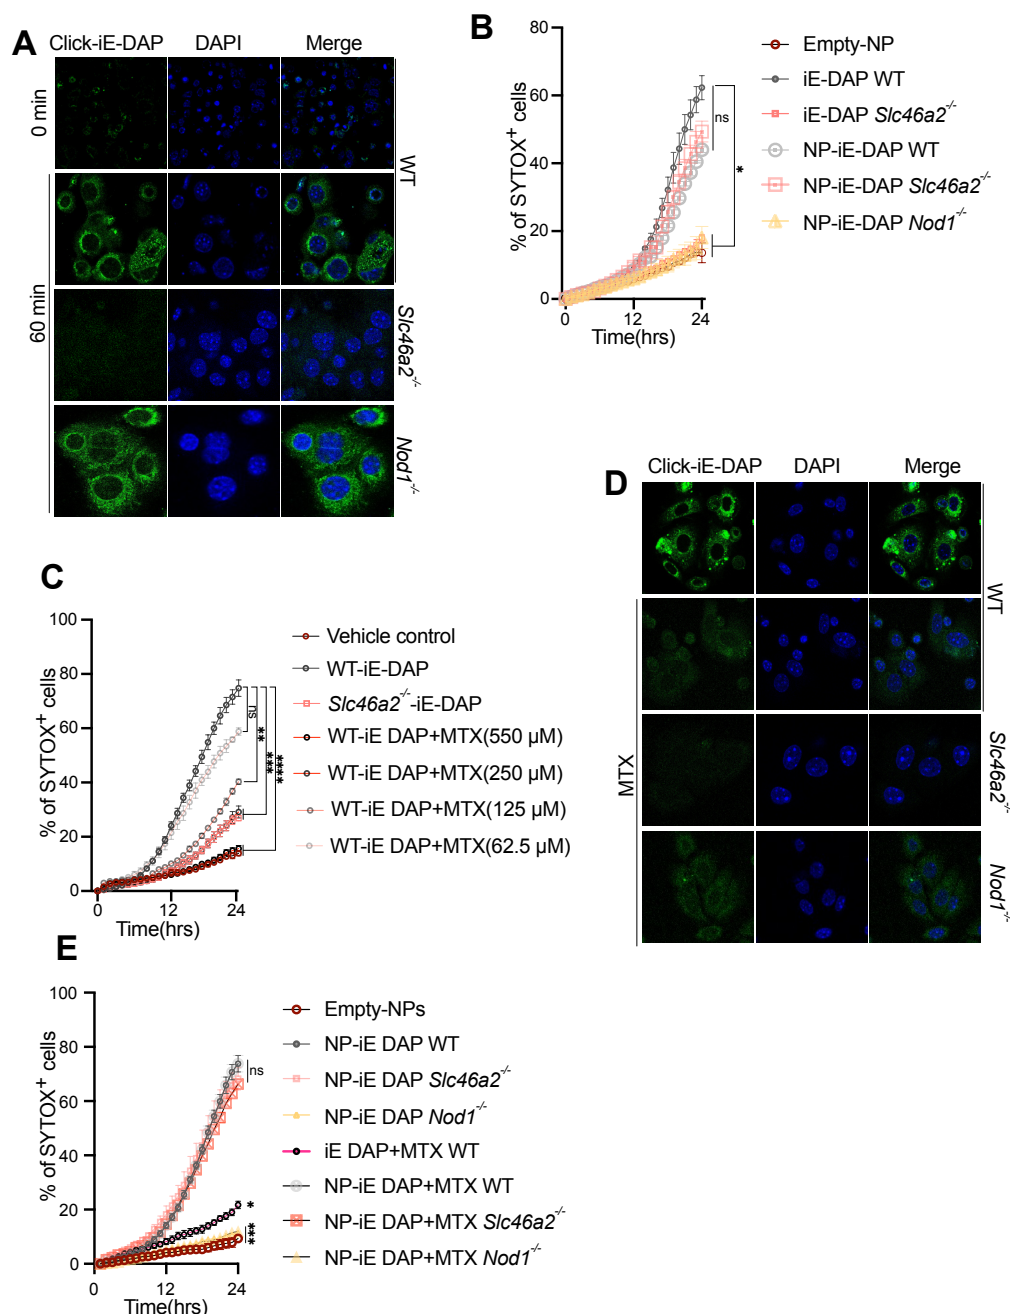 A
Click-iE-DAP DAPI Merge
0 min
60 min
WT
Slc46a2-/-
Nod1-/-
B
% of SYTOX+ cells
80
60
40
20
0
0 12 24
Time(hrs)
ns
*
Empty-NP
iE-DAP WT
iE-DAP Slc46a2-/-
NP-iE-DAP WT
NP-iE-DAP Slc46a2-/-
NP-iE-DAP Nod1-/-
C
% of SYTOX+ cells
100
80
60
40
20
0
0 12 24
Time(hrs)
ns
**
***
****
Vehicle control
WT-iE-DAP
Slc46a2-/--iE-DAP
WT-iE DAP+MTX(550 µM)
WT-iE DAP+MTX(250 µM)
WT-iE DAP+MTX(125 µM)
WT-iE DAP+MTX(62.5 µM)
D
Click-iE-DAP DAPI Merge
MTX
WT
Slc46a2-/-
Nod1-/-
E
% of SYTOX+ cells
100
80
60
40
20
0
0 12 24
Time(hrs)
ns
*
***
Empty-NPs
NP-iE DAP WT
NP-iE DAP Slc46a2-/-
NP-iE DAP Nod1-/-
iE DAP+MTX WT
NP-iE DAP+MTX WT
NP-iE DAP+MTX Slc46a2-/-
NP-iE DAP+MTX Nod1-/-